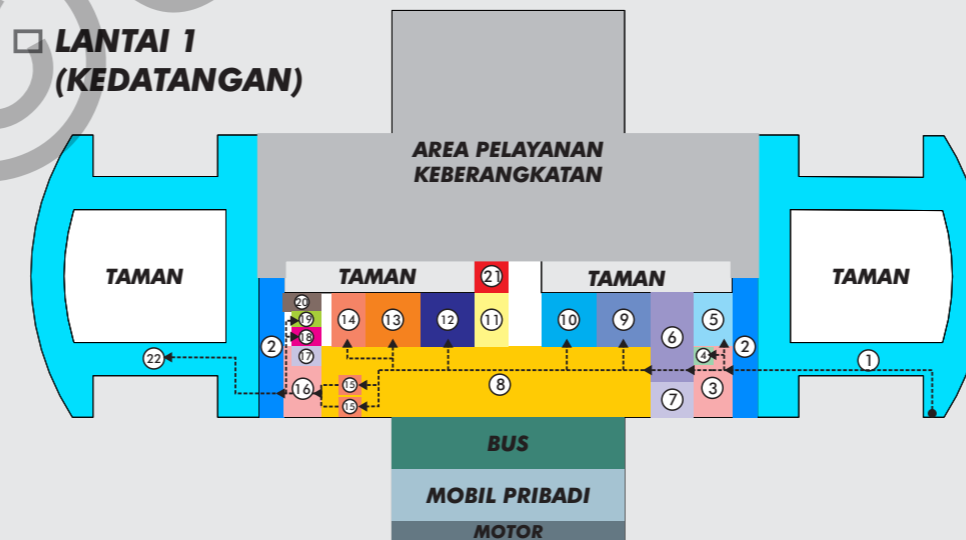 LANTAI 1
(KEDATANGAN)
AREA PELAYANAN
KEBERANGKATAN
TAMAN
TAMAN
21
TAMAN
TAMAN
20
19
18
17
14
13
12
11
10
9
6
5
4
2
2
22
1
16
15
15
8
7
3
BUS
MOBIL PRIBADI
MOTOR